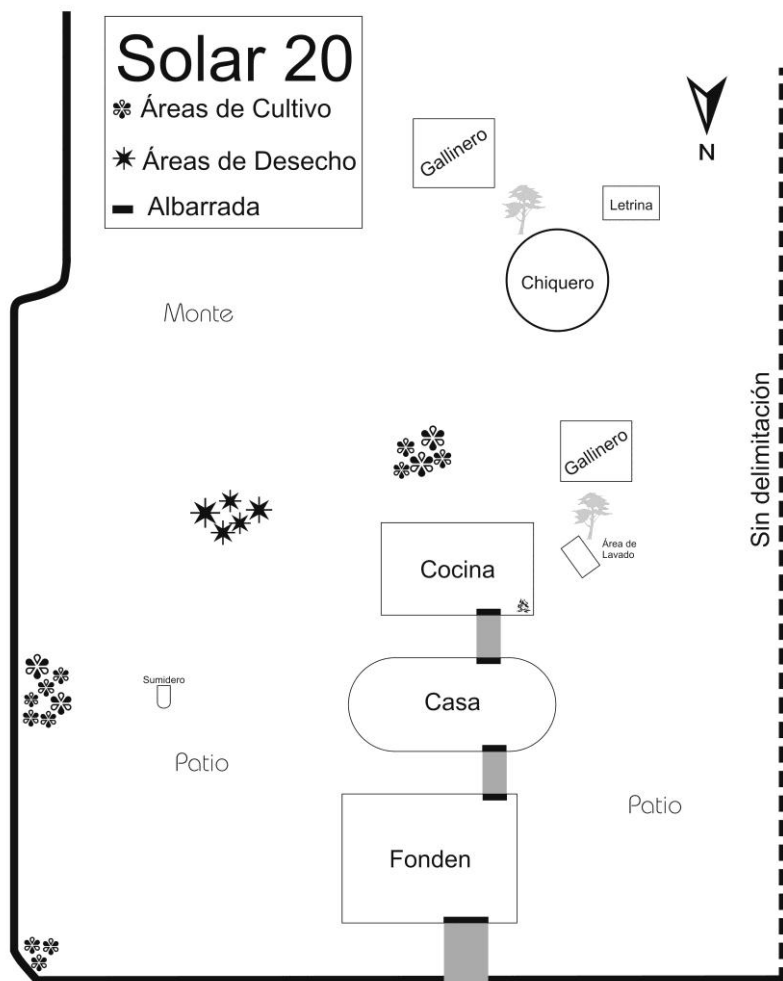 Solar 20
Áreas de Cultivo
Áreas de Desecho
Albarrada
N
Gallinero
Letrina
Chiquero
Monte
Sin delimitación
Gallinero
Área de
Lavado
Cocina
Sumidero
Casa
Patio
Patio
Fonden